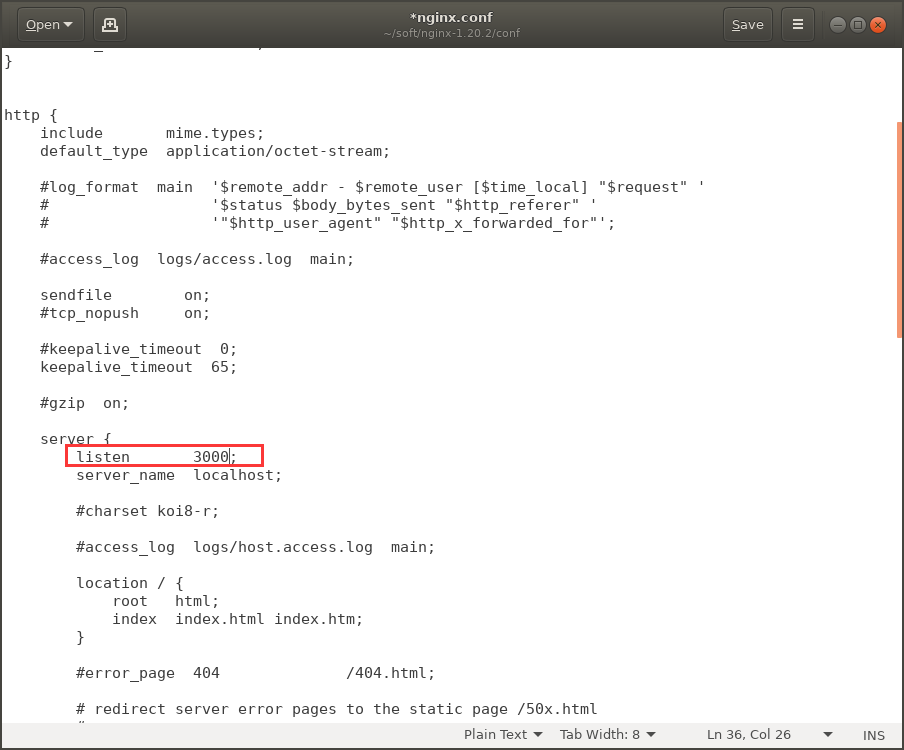 Open
*nginx.conf
~/soft/nginx-1.20.2/conf
Save
}
http {
    include       mime.types;
    default_type  application/octet-stream;
    #log_format  main  '$remote_addr - $remote_user [$time_local] "$request" '
    #                  '$status $body_bytes_sent "$http_referer" '
    #                  '"$http_user_agent" "$http_x_forwarded_for"';
    #access_log  logs/access.log  main;
    sendfile        on;
    #tcp_nopush     on;
    #keepalive_timeout  0;
    keepalive_timeout  65;
    #gzip  on;
    server {
        listen       3000;
        server_name  localhost;
        #charset koi8-r;
        #access_log  logs/host.access.log  main;
        location / {
            root   html;
            index  index.html index.htm;
        }
        #error_page  404              /404.html;
        # redirect server error pages to the static page /50x.html
Plain Text
Tab Width: 8
Ln 36, Col 26
INS